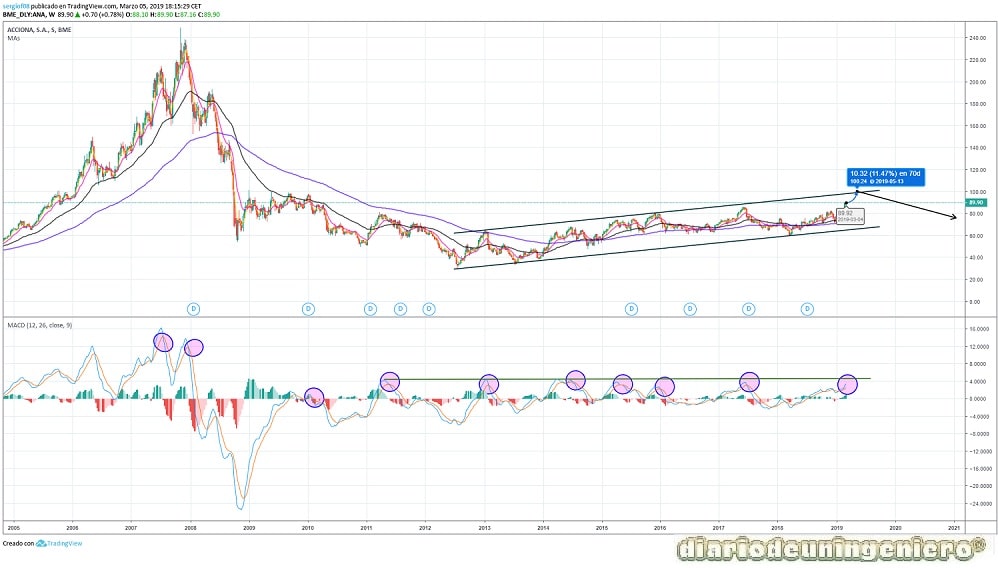 sergiof08 publicado en TradingView.com, Marzo 05, 2019 18:15:29 CET
BME_DLY:ANA, W 89.90 ▲ +0.70 (+0.78%) O:88.10 H:89.90 L:87.16 C:89.90
ACCIONA, S.A., S, BME
MAs
240.00
220.00
200.00
180.00
160.00
140.00
120.00
100.00
89.90
80.00
60.00
40.00
20.00
0.00
10.32 (11.47%) en 70d
100.24 @ 2019-05-13
89.92
2019-03-04
D D D D D D D D D
MACD (12, 26, close, 9)
16.0000
12.0000
8.0000
4.0000
0.0000
-4.0000
-8.0000
-12.0000
-16.0000
-20.0000
-24.0000
2005 2006 2007 2008 2009 2010 2011 2012 2013 2014 2015 2016 2017 2018 2019 2020 2021
Creado con TradingView
diariodeuningeniero®